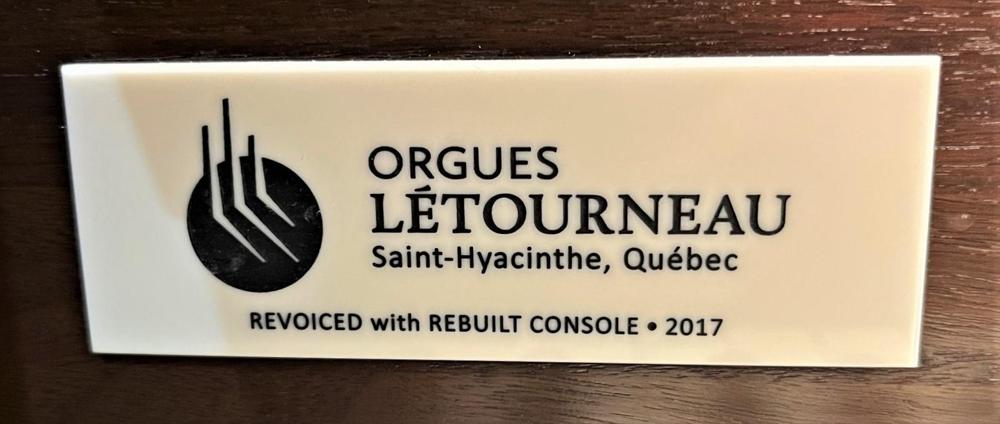 ORGUES
LÉTOURNEAU
Saint-Hyacinthe, Québec
REVOICED with REBUILT CONSOLE • 2017